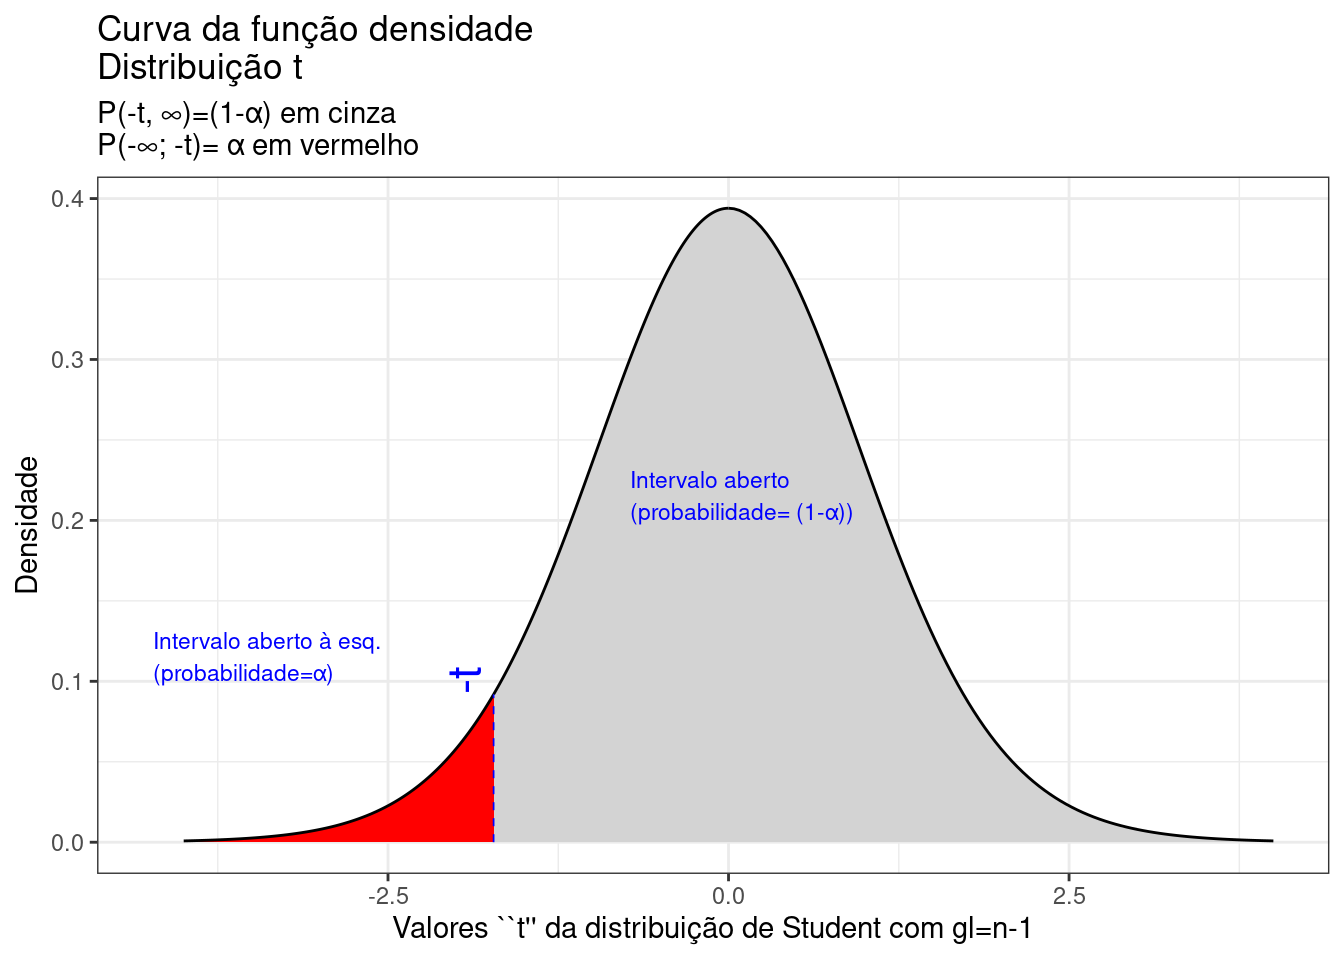 Curva da função densidade
Distribuição t
P(-t, ∞)=(1-α) em cinza
P(-∞; -t)= α em vermelho
0.4
0.3
0.2
0.1
0.0
Densidade
Intervalo aberto
(probabilidade= (1-α))
Intervalo aberto à esq.
(probabilidade=α)
-t
-2.5
0.0
2.5
Valores ``t'' da distribuição de Student com gl=n-1